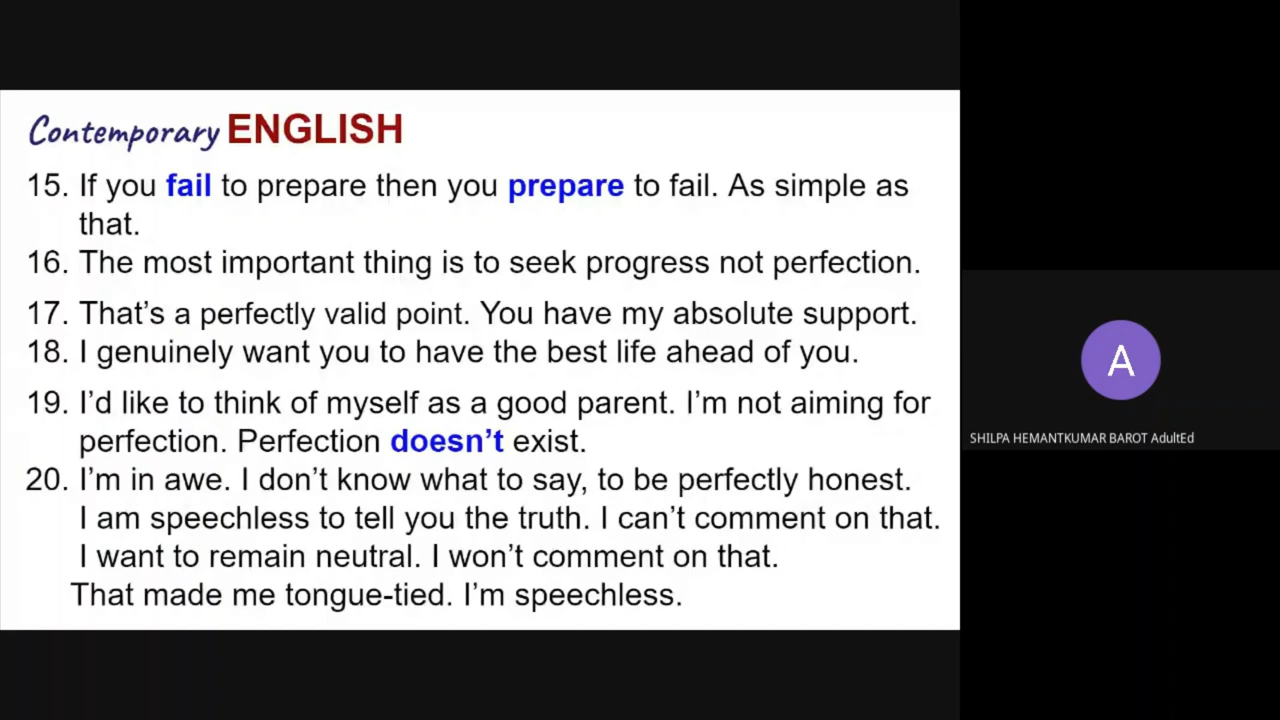 Contemporary ENGLISH
15. If you fail to prepare then you prepare to fail. As simple as
that.
16. The most important thing is to seek progress not perfection.
17. That's a perfectly valid point. You have my absolute support.
18. I genuinely want you to have the best life ahead of you.
19. I'd like to think of myself as a good parent. I'm not aiming for
perfection. Perfection doesn't exist.
20. I'm in awe. I don't know what to say, to be perfectly honest.
I am speechless to tell you the truth. I can't comment on that.
I want to remain neutral. I won't comment on that.
That made me tongue-tied. I'm speechless.
A
SHILPA HEMANTKUMAR BAROT AdultEd